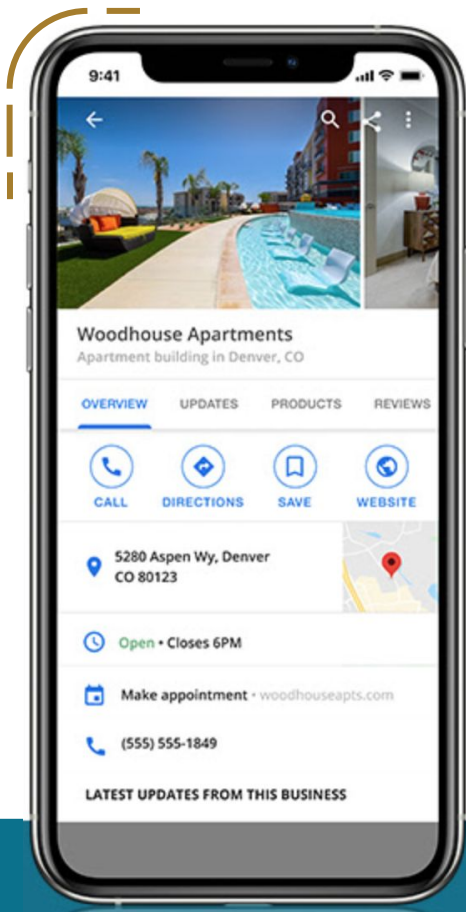 9:41
Woodhouse Apartments
Apartment building in Denver, CO
OVERVIEW UPDATES PRODUCTS REVIEWS
CALL DIRECTIONS SAVE WEBSITE
5280 Aspen Wy, Denver
CO 80123
Open • Closes 6PM
Make appointment • woodhouseapts.com
(555) 555-1849
LATEST UPDATES FROM THIS BUSINESS